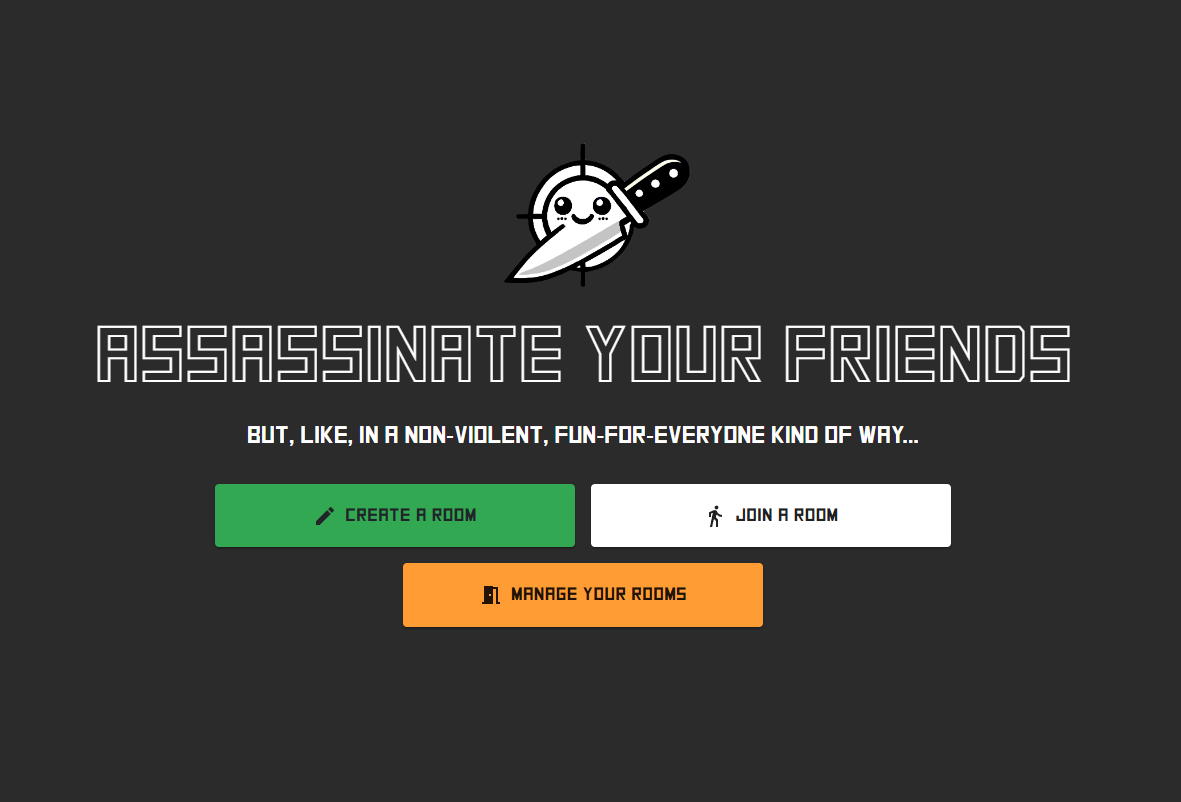 ASSASSINATE YOUR FRIENDS
BUT, LIKE, IN A NON-VIOLENT, FUN-FOR-EVERYONE KIND OF WAY...
CREATE A ROOM
JOIN A ROOM
MANAGE YOUR ROOMS